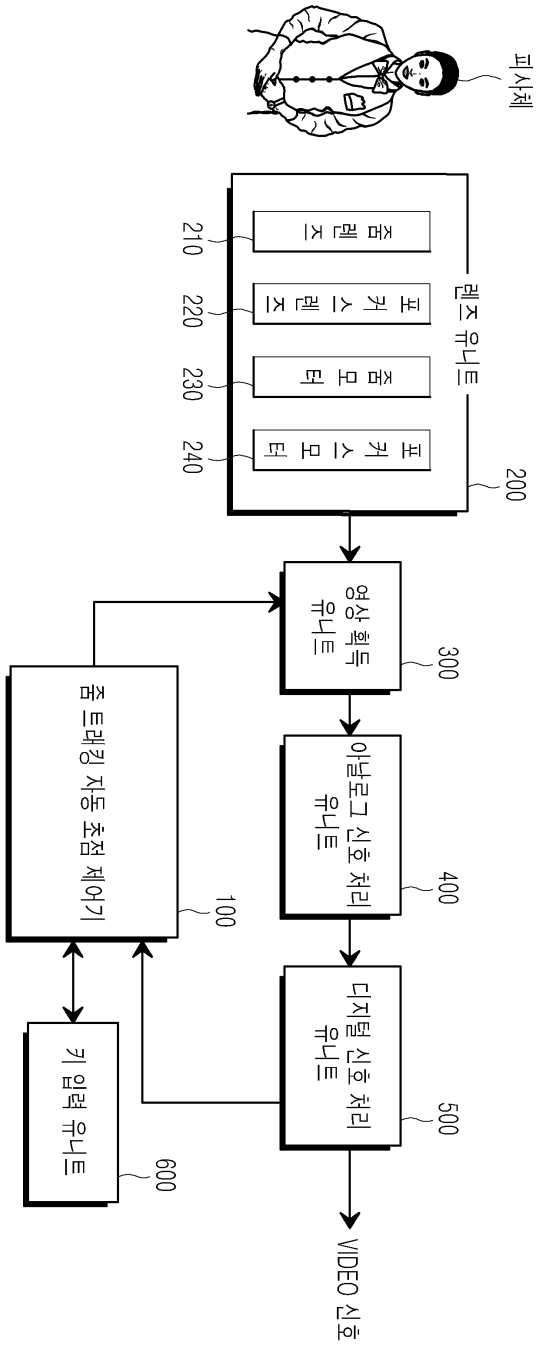 피사체
렌즈 유니트
200
줌 렌 즈
210
포 커 스 렌 즈
220
줌 모 터
230
포 커 스 모 터
240
영상 획득
유니트
300
아날로그 신호 처리
유니트
400
디지털 신호 처리
유니트
500
VIDEO 신호
줌 트래킹 자동 초점 제어기
100
키 입력 유니트
600